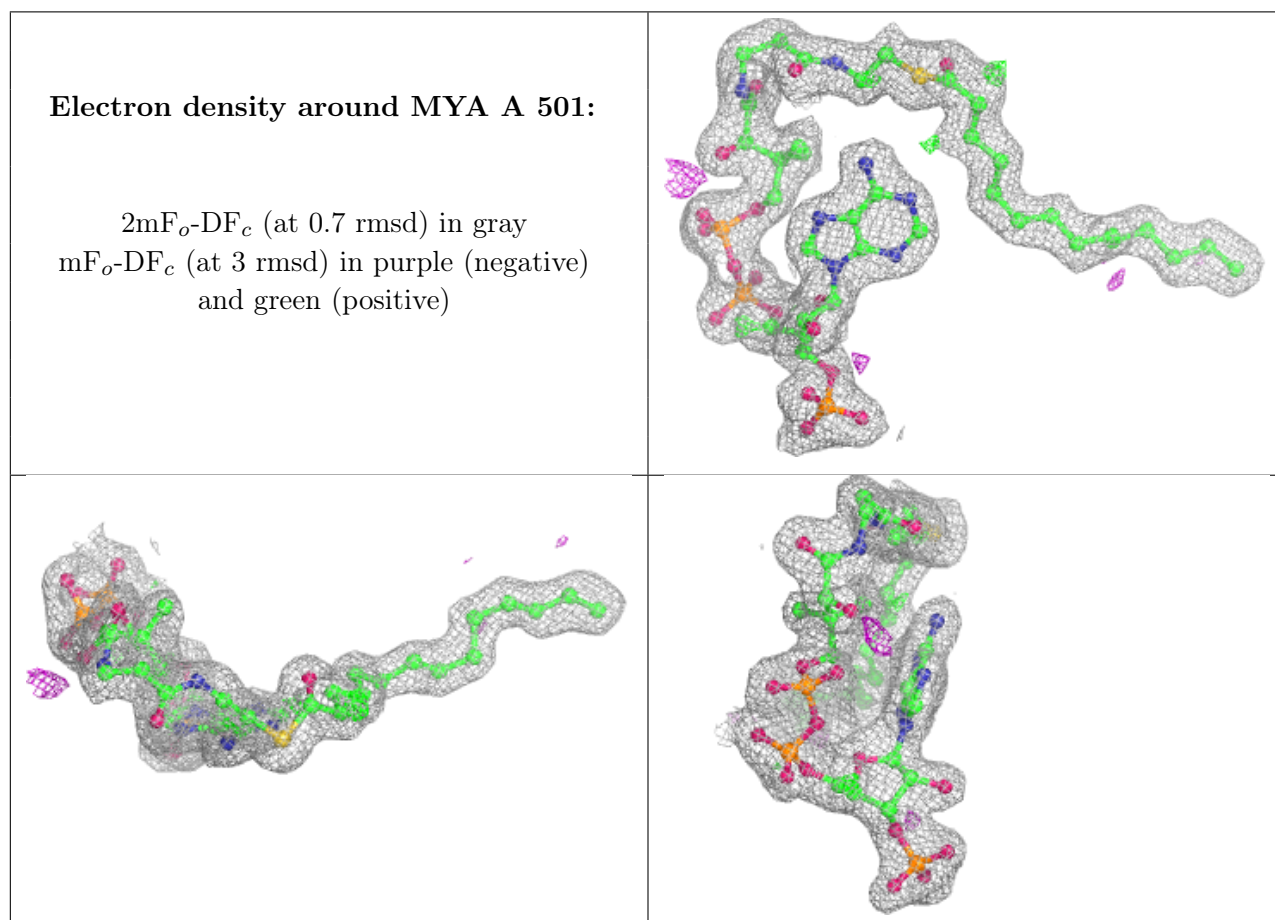 Electron density around MYA A 501:
2mFo-DFc (at 0.7 rmsd) in gray
mFo-DFc (at 3 rmsd) in purple (negative)
and green (positive)